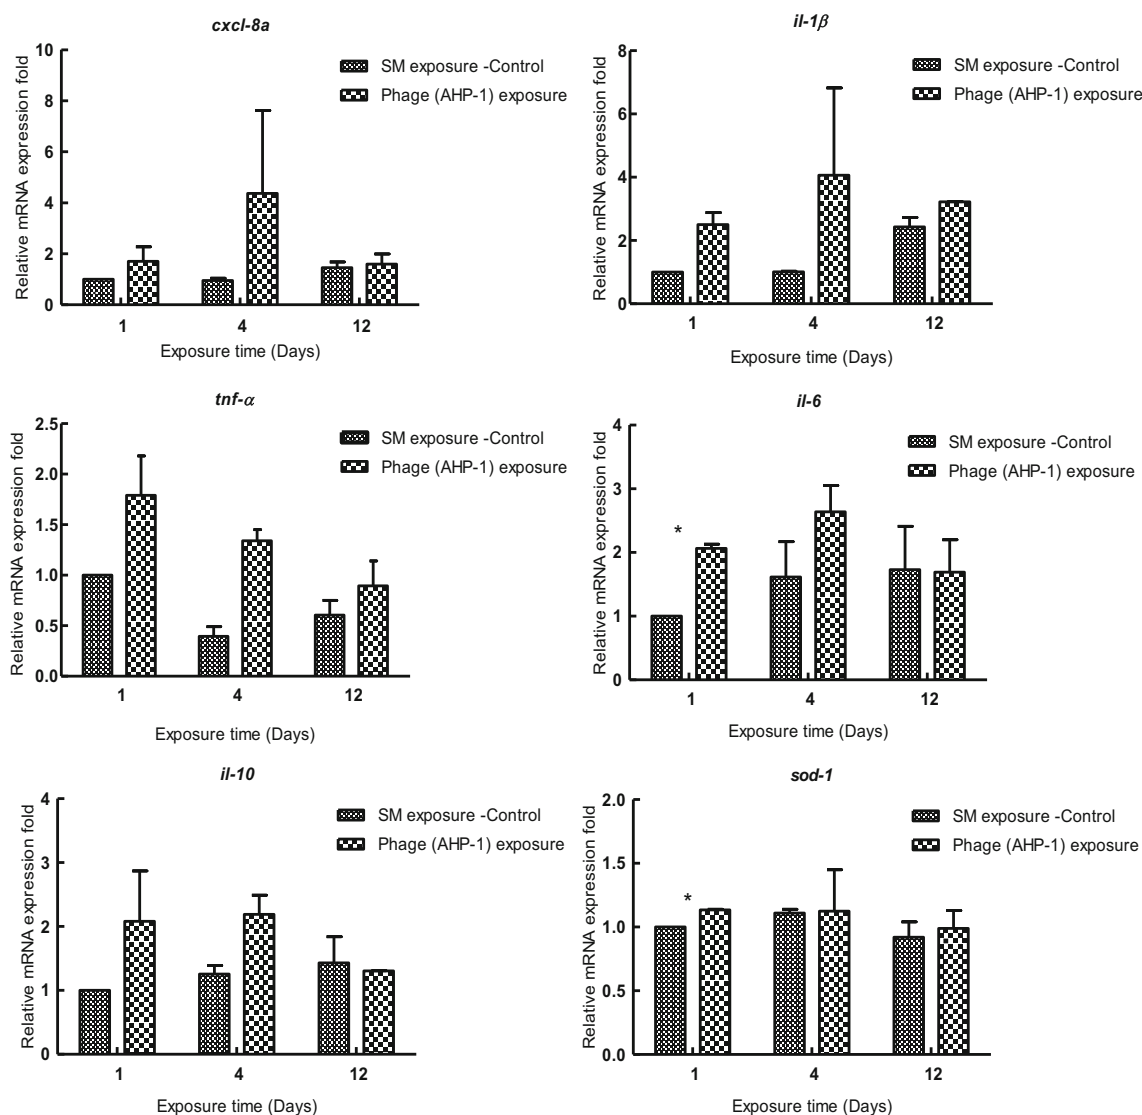 cxcl-8a
Relative mRNA expression fold
10
8
6
4
2
0
SM exposure -Control
Phage (AHP-1) exposure
1 4 12
Exposure time (Days)
il-1β
Relative mRNA expression fold
8
6
4
2
0
SM exposure -Control
Phage (AHP-1) exposure
1 4 12
Exposure time (Days)
tnf-α
Relative mRNA expression fold
2.5
2.0
1.5
1.0
0.5
0.0
SM exposure -Control
Phage (AHP-1) exposure
1 4 12
Exposure time (Days)
il-6
Relative mRNA expression fold
4
3
2
1
0
*
SM exposure -Control
Phage (AHP-1) exposure
1 4 12
Exposure time (Days)
il-10
Relative mRNA expression fold
4
3
2
1
0
SM exposure -Control
Phage (AHP-1) exposure
1 4 12
Exposure time (Days)
sod-1
Relative mRNA expression fold
2.0
1.5
1.0
0.5
0.0
*
SM exposure -Control
Phage (AHP-1) exposure
1 4 12
Exposure time (Days)